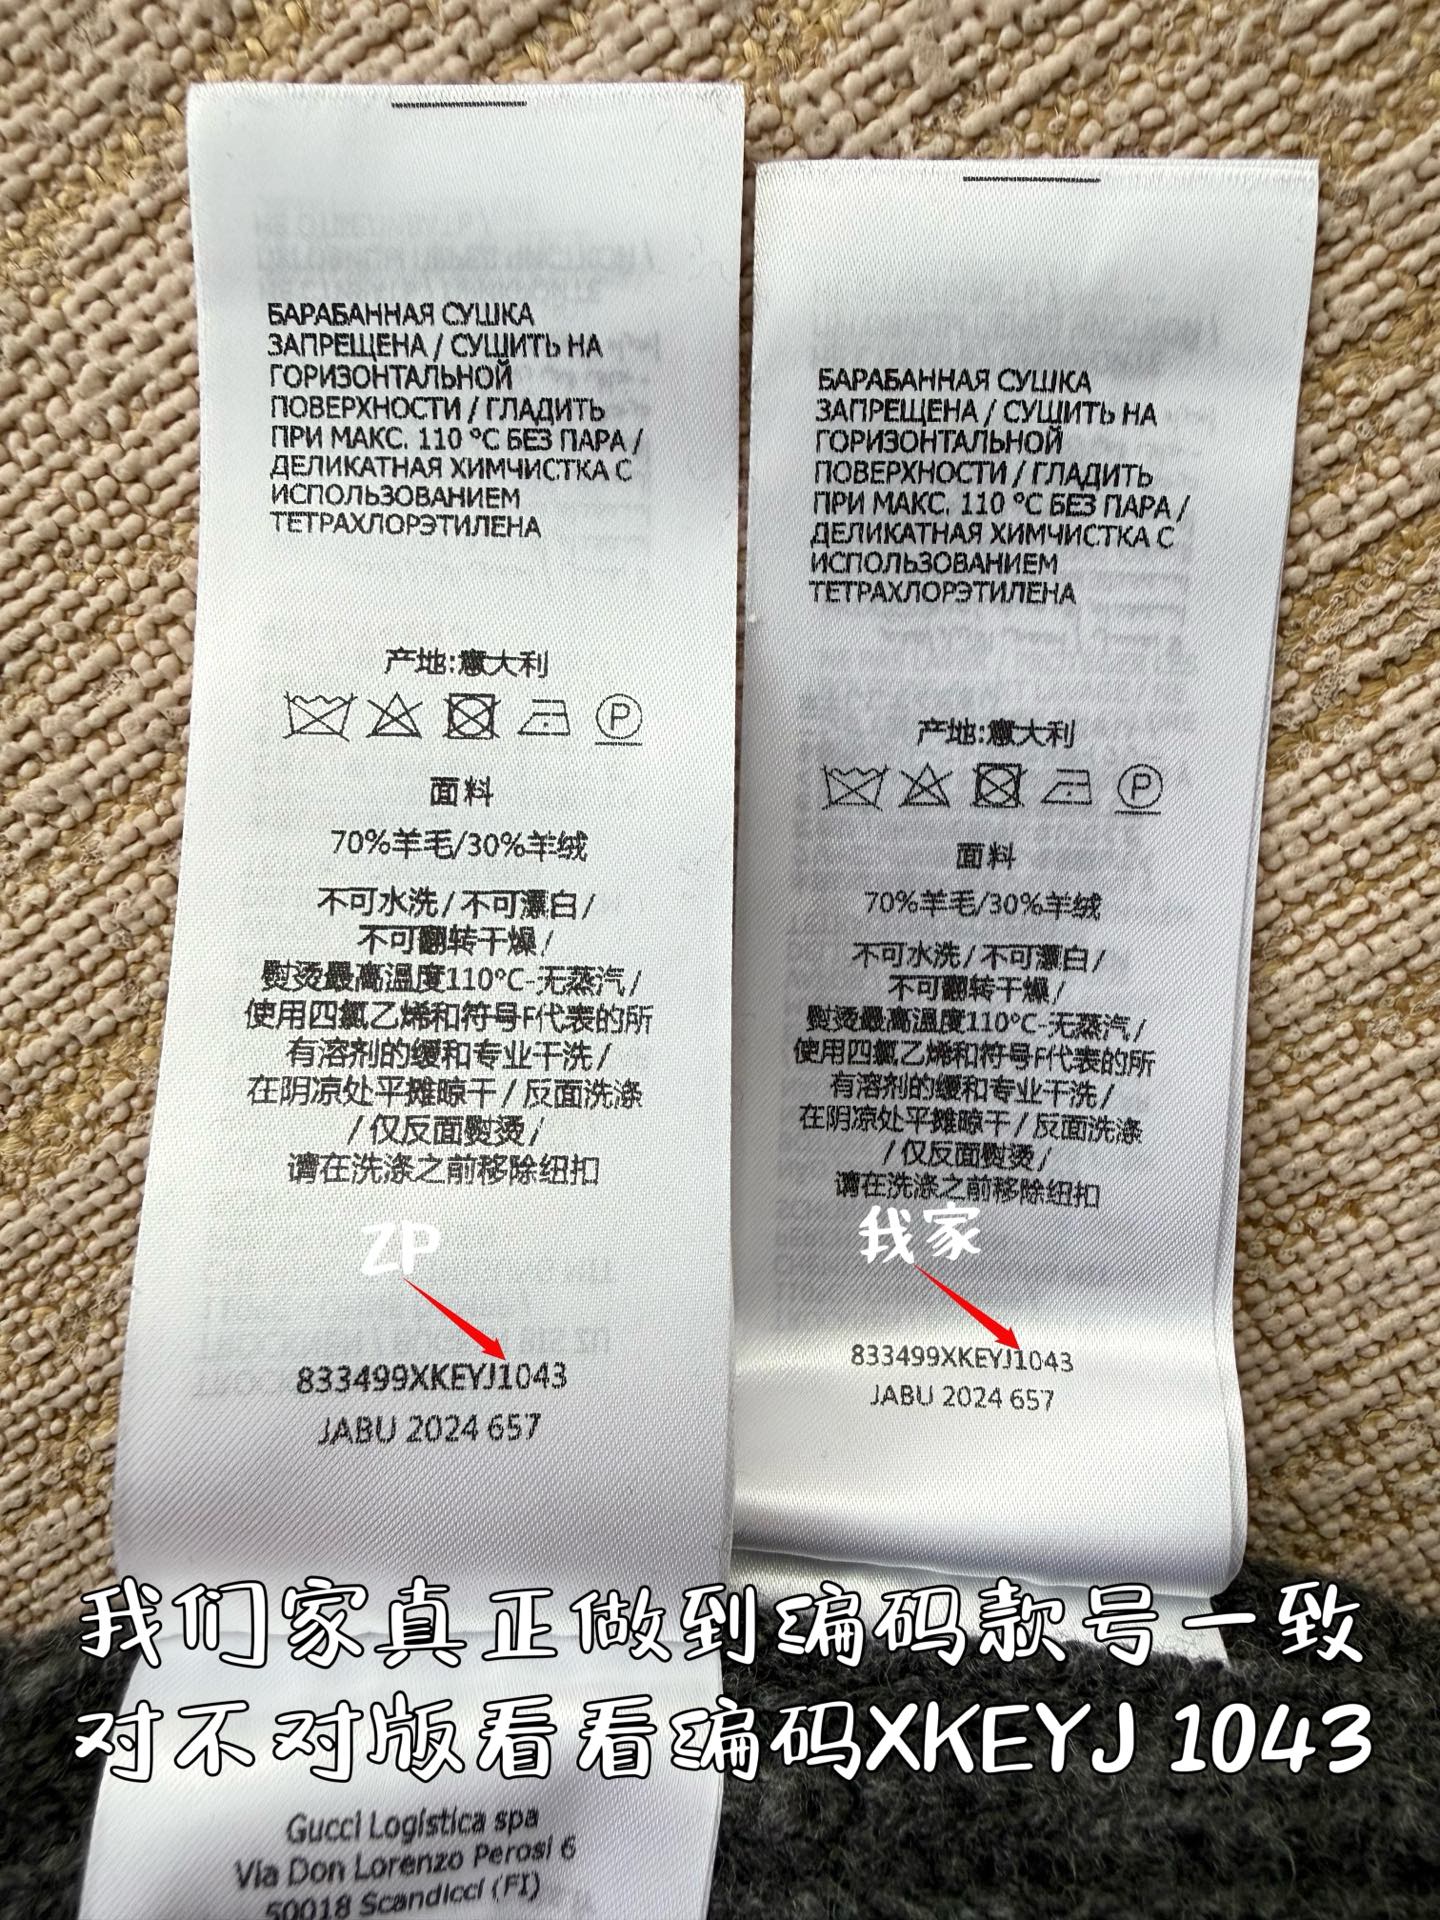 БАРАБАННАЯ СУШКА
ЗАПРЕЩЕНА / СУШИТЬ НА
ГОРИЗОНТАЛЬНОЙ
ПОВЕРХНОСТИ / ГЛАДИТЬ
ПРИ МАКС. 110 °C БЕЗ ПАРА /
ДЕЛИКАТНАЯ ХИМЧИСТКА С
ИСПОЛЬЗОВАНИЕМ
ТЕТРАХЛОРЭТИЛЕНА
产地:意大利
P
面料
70%羊毛/30%羊绒
不可水洗/不可漂白/
不可翻转干燥/
熨烫最高温度110°C-无蒸汽/
使用四氯乙烯和符号F代表的所
有溶剂的缓和专业干洗/
在阴凉处平摊晾干/反面洗涤
/仅反面熨烫/
请在洗涤之前移除纽扣
ZP
833499XKEYJ1043
JABU 2024 657
БАРАБАННАЯ СУШКА
ЗАПРЕЩЕНА / СУШИТЬ НА
ГОРИЗОНТАЛЬНОЙ
ПОВЕРХНОСТИ / ГЛАДИТЬ
ПРИ МАКС. 110 °C БЕЗ ПАРА /
ДЕЛИКАТНАЯ ХИМЧИСТКА С
ИСПОЛЬЗОВАНИЕМ
ТЕТРАХЛОРЭТИЛЕНА
产地:意大利
P
面料
70%羊毛/30%羊绒
不可水洗/不可漂白/
不可翻转干燥/
熨烫最高温度110°C-无蒸汽/
使用四氯乙烯和符号F代表的所
有溶剂的缓和专业干洗/
在阴凉处平摊晾干/反面洗涤
/仅反面熨烫/
请在洗涤之前移除纽扣
我家
833499XKEYJ1043
JABU 2024 657
我们家真正做到编码款号一致
对不对版看看编码XKEYJ 1043
Gucci Logistica spa
Via Don Lorenzo Perosi 6
50018 Scandicci (FI)